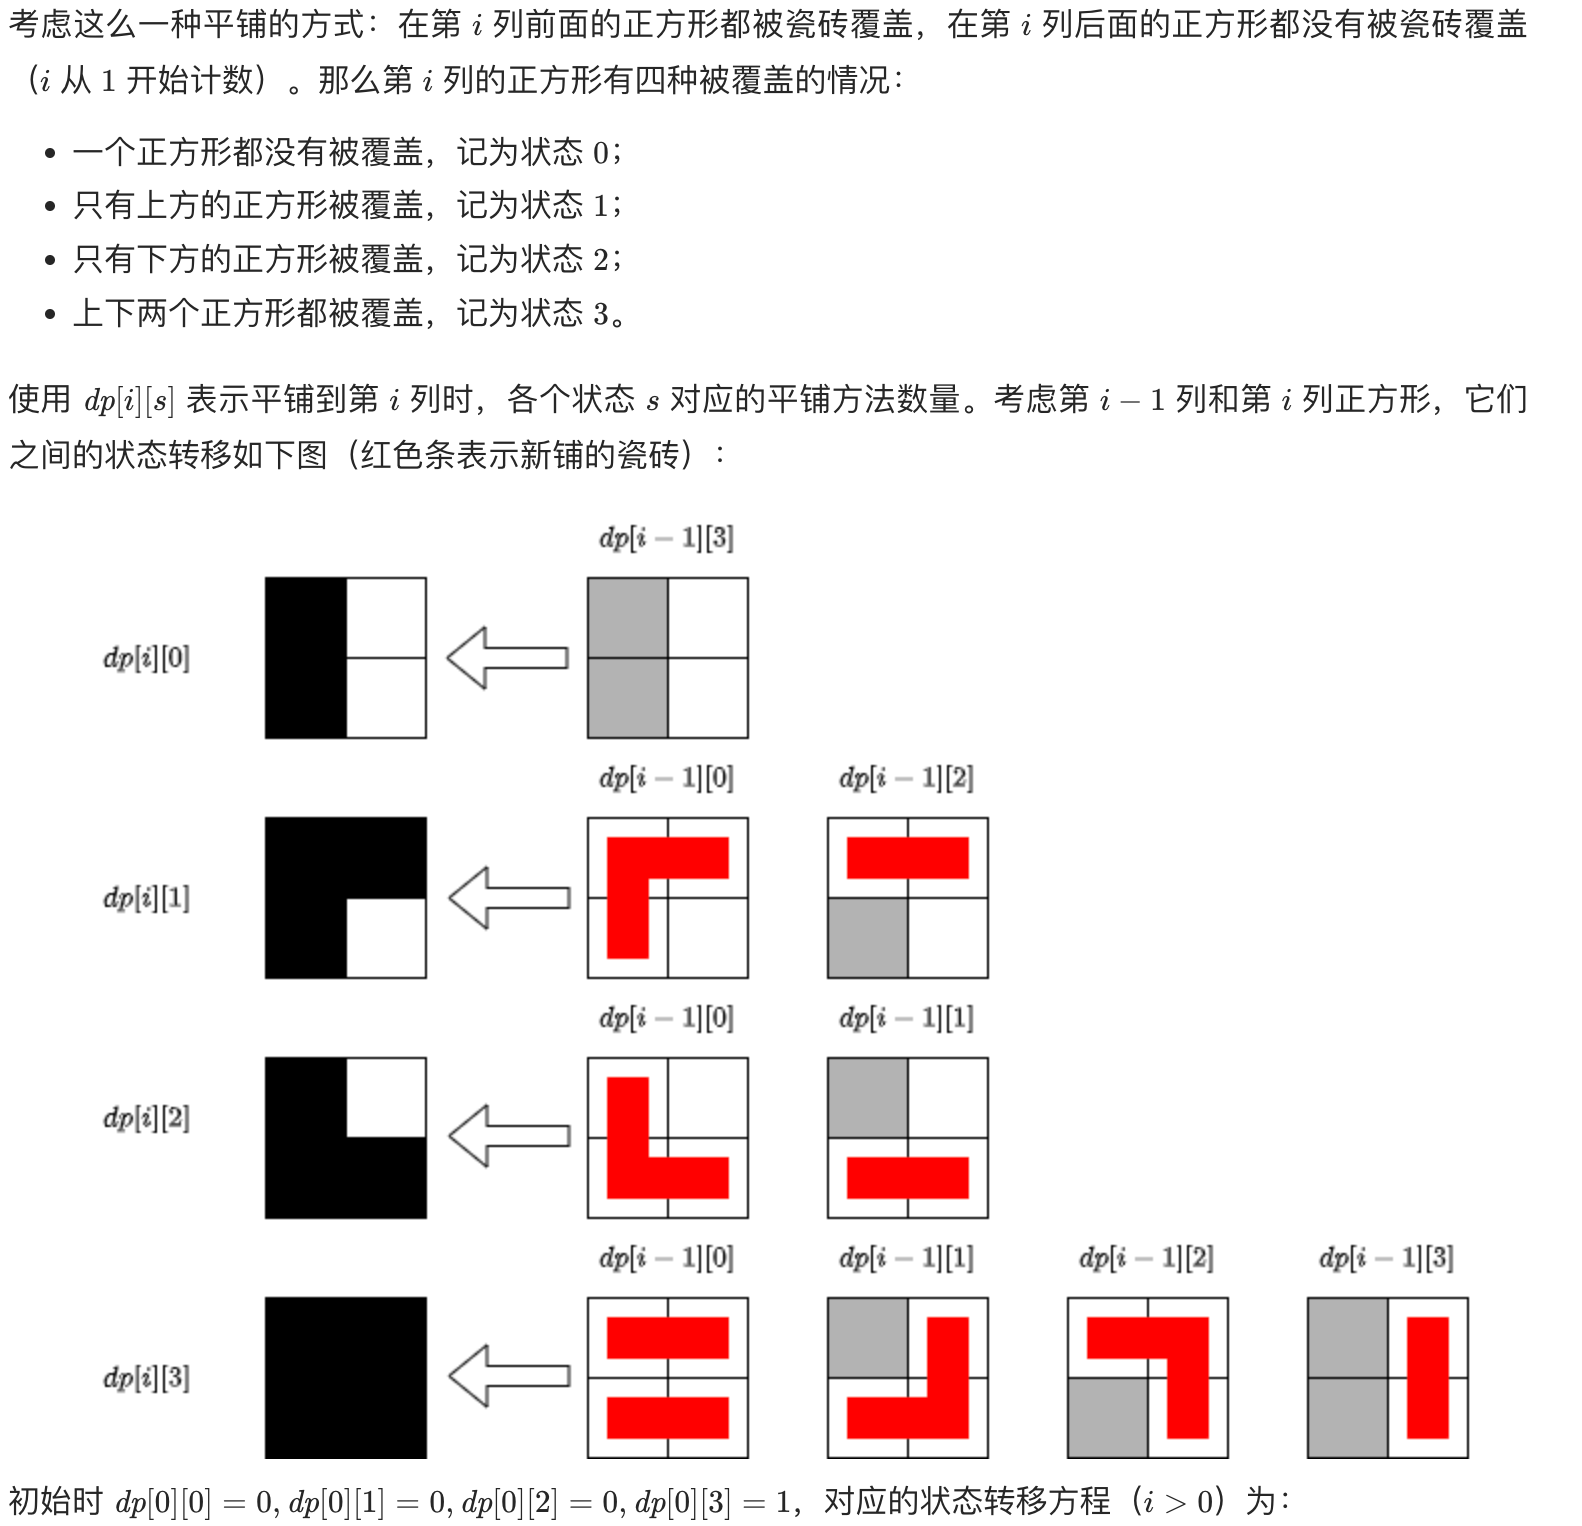 考虑这么一种平铺的方式：在第 i 列前面的正方形都被瓷砖覆盖，在第 i 列后面的正方形都没有被瓷砖覆盖
（i 从 1 开始计数）。那么第 i 列的正方形有四种被覆盖的情况：
• 一个正方形都没有被覆盖，记为状态 0；
• 只有上方的正方形被覆盖，记为状态 1；
• 只有下方的正方形被覆盖，记为状态 2；
• 上下两个正方形都被覆盖，记为状态 3。
使用 dp[i][s] 表示平铺到第 i 列时，各个状态 s 对应的平铺方法数量。考虑第 i − 1 列和第 i 列正方形，它们
之间的状态转移如下图（红色条表示新铺的瓷砖）：
dp[i − 1][3]
dp[i][0]
dp[i − 1][0] dp[i − 1][2]
dp[i][1]
dp[i − 1][0] dp[i − 1][1]
dp[i][2]
dp[i − 1][0] dp[i − 1][1] dp[i − 1][2] dp[i − 1][3]
dp[i][3]
初始时 dp[0][0] = 0, dp[0][1] = 0, dp[0][2] = 0, dp[0][3] = 1，对应的状态转移方程（i > 0）为：